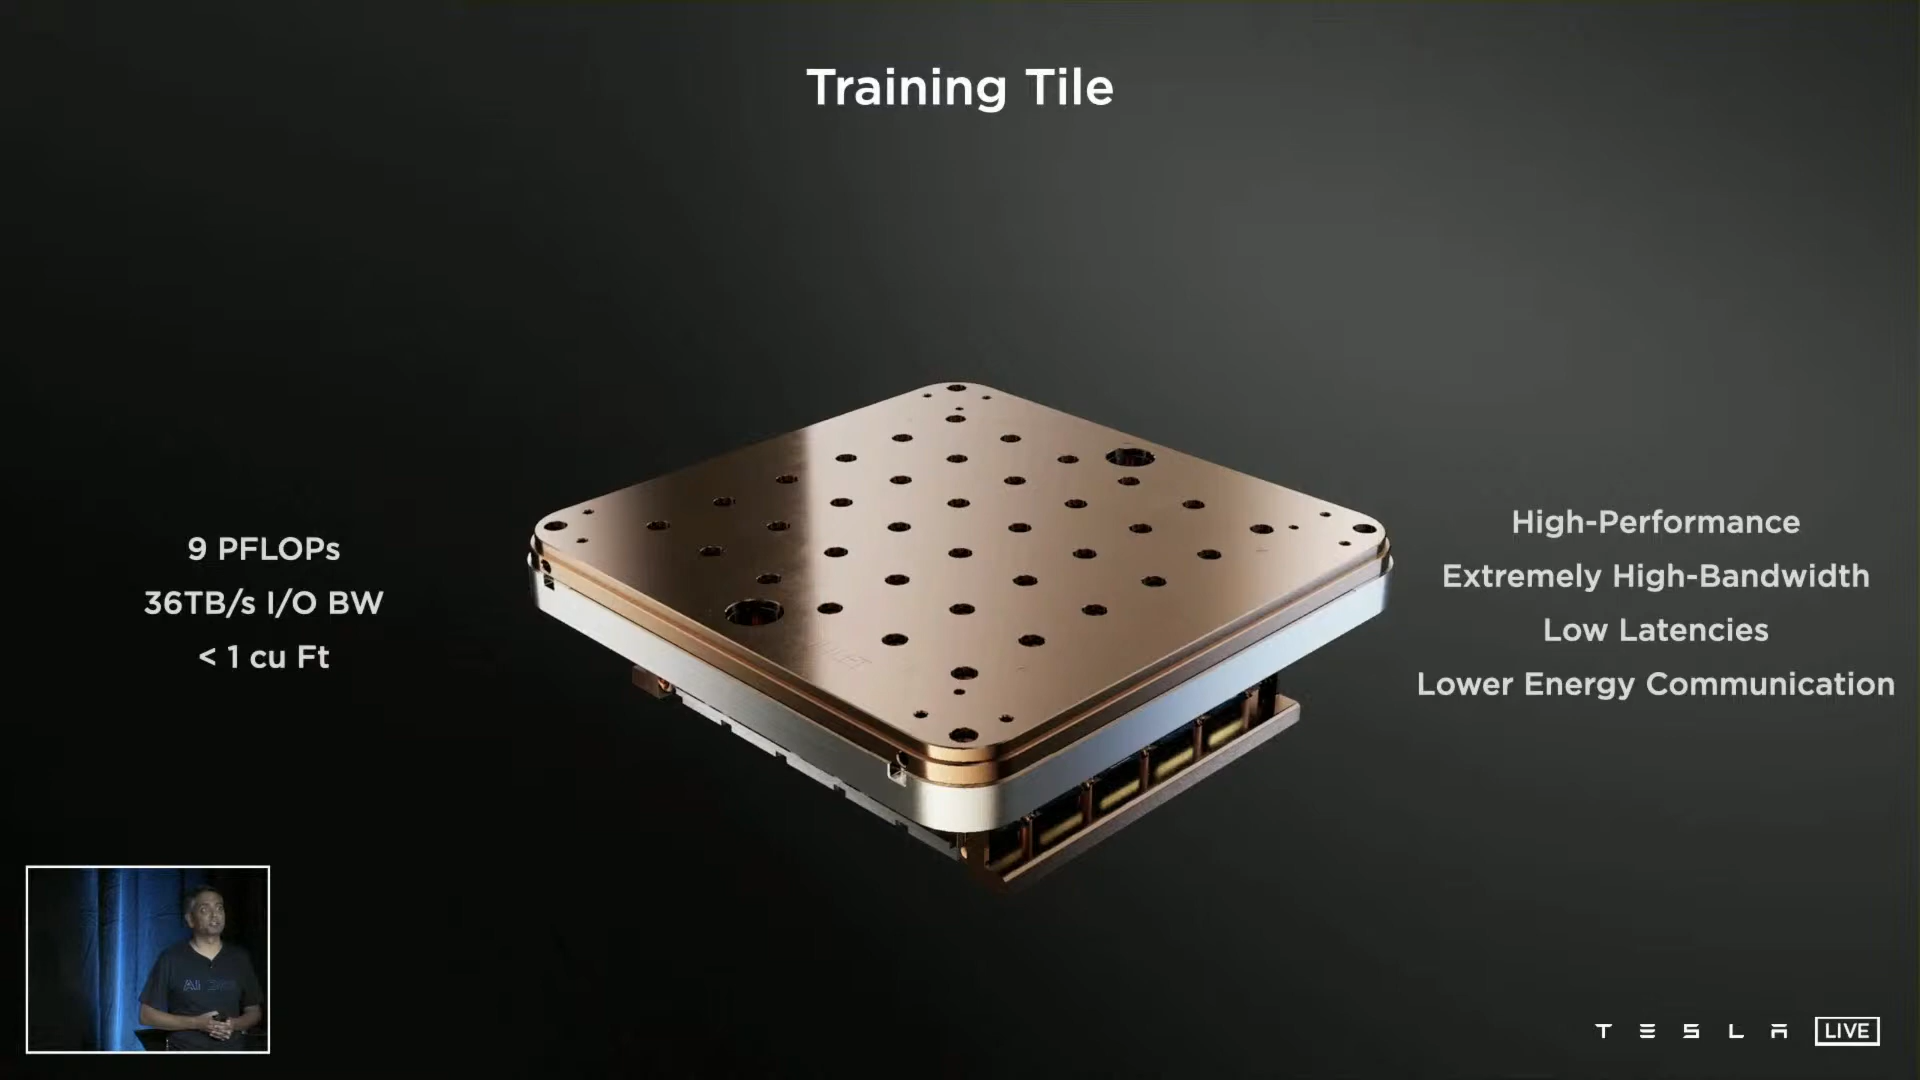 Training Tile
9 PFLOPs
36TB/s I/O BW
< 1 cu Ft
High-Performance
Extremely High-Bandwidth
Low Latencies
Lower Energy Communication
TESLA LIVE